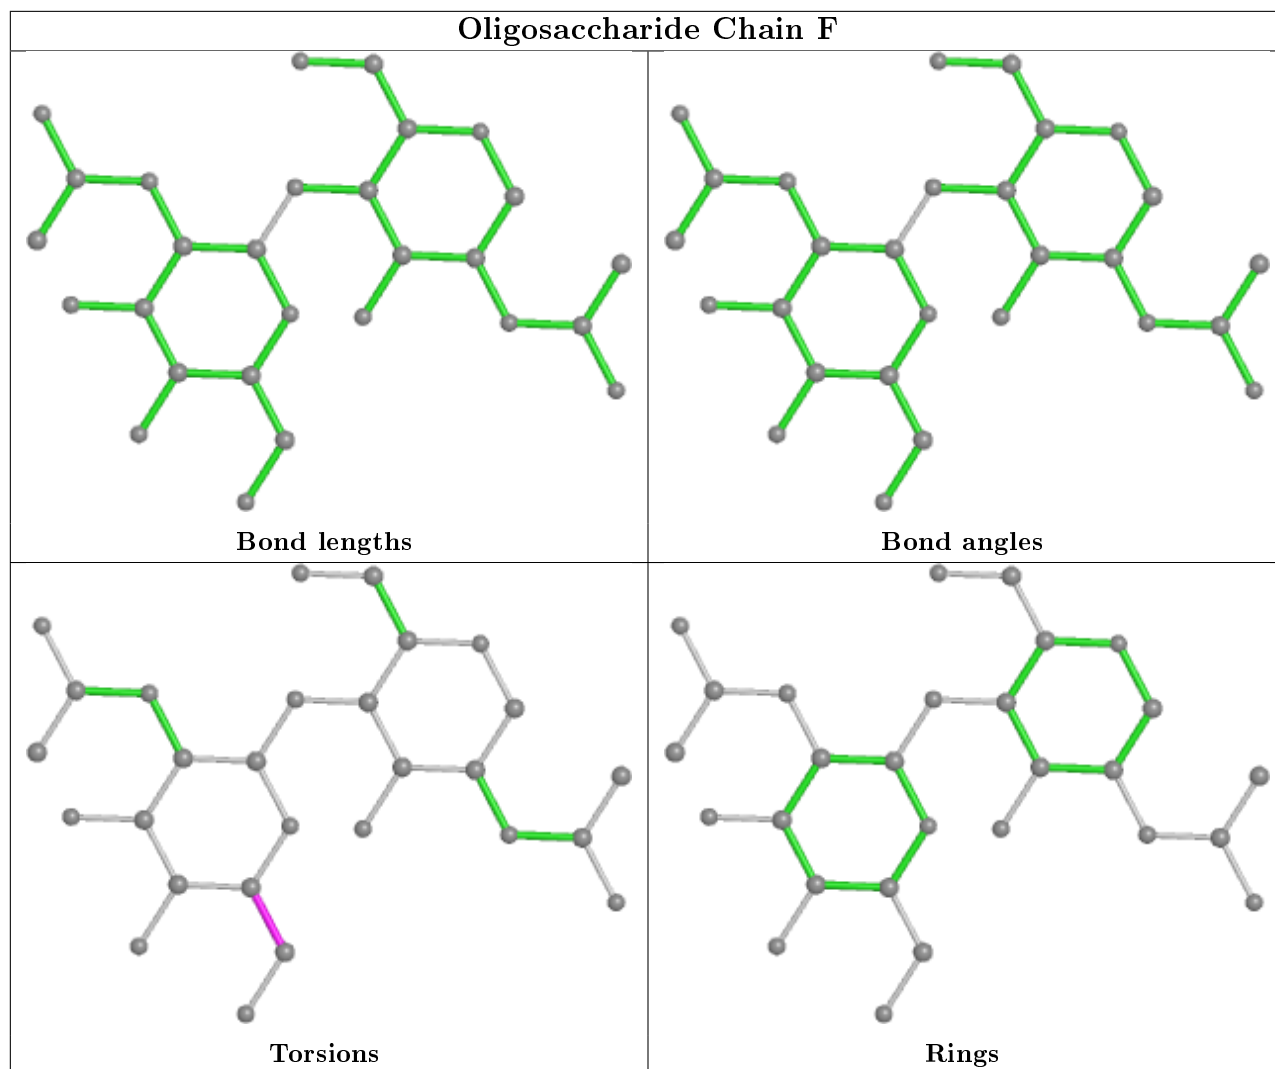 Oligosaccharide Chain F
Bond lengths
Bond angles
Torsions
Rings